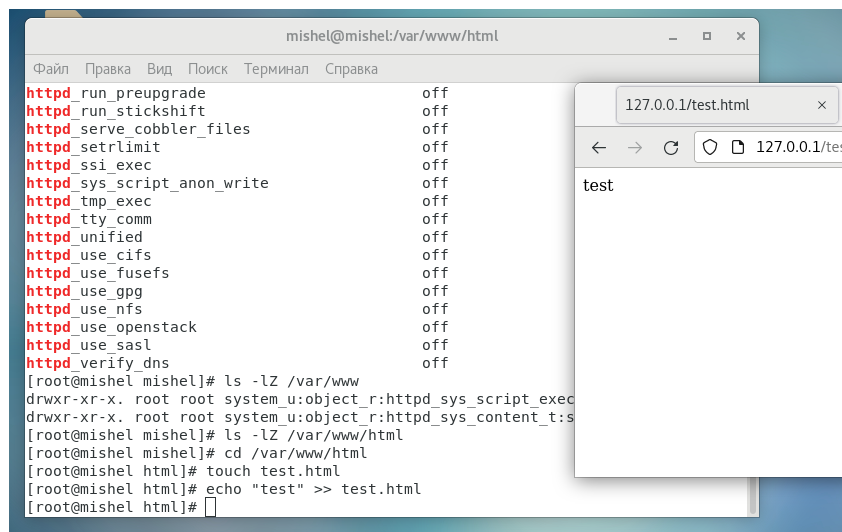 mishel@mishel:/var/www/html
Файл Правка Вид Поиск Терминал Справка
httpd_run_preupgrade off
httpd_run_stickshift off
httpd_serve_cobbler_files off
httpd_setrlimit off
httpd_ssi_exec off
httpd_sys_script_anon_write off
httpd_tmp_exec off
httpd_tty_comm off
httpd_unified off
httpd_use_cifs off
httpd_use_fusefs off
httpd_use_gpg off
httpd_use_nfs off
httpd_use_openstack off
httpd_use_sasl off
httpd_verify_dns off
[root@mishel mishel]# ls -lZ /var/www
drwxr-xr-x. root root system_u:object_r:httpd_sys_script_exec
drwxr-xr-x. root root system_u:object_r:httpd_sys_content_t:s
[root@mishel mishel]# ls -lZ /var/www/html
[root@mishel mishel]# cd /var/www/html
[root@mishel html]# touch test.html
[root@mishel html]# echo "test" >> test.html
[root@mishel html]#
127.0.0.1/test.html
127.0.0.1/tes
test